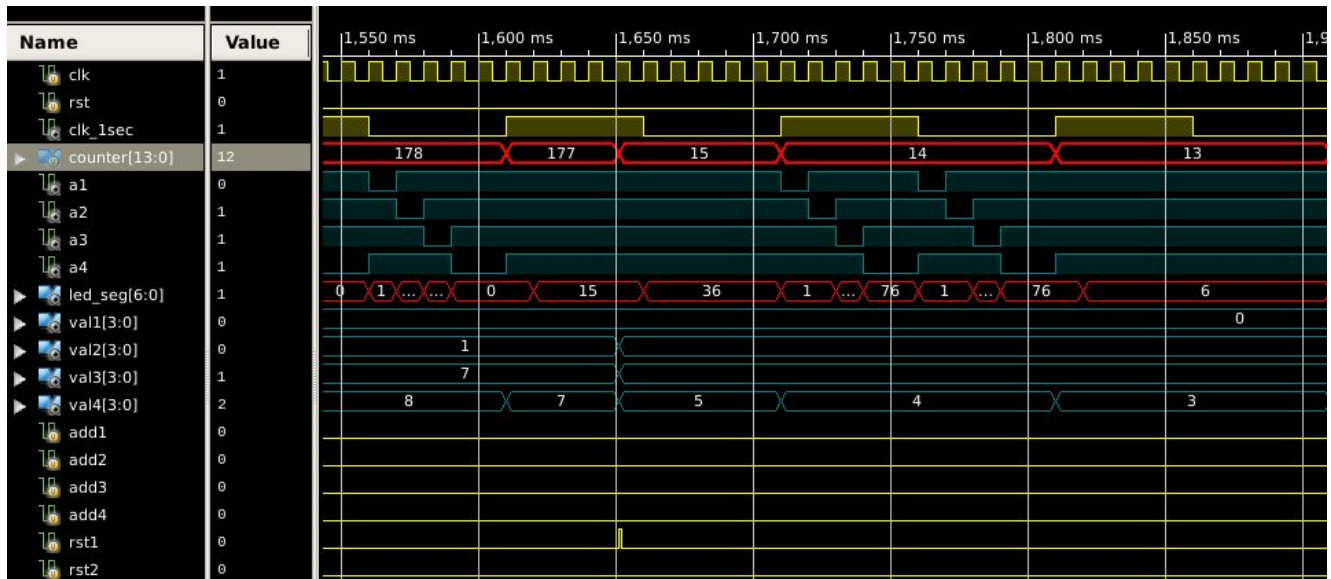 Name Value 1,550 ms 1,600 ms 1,650 ms 1,700 ms 1,750 ms 1,800 ms 1,850 ms 1,9
clk 1
rst 0
clk_1sec 1
counter[13:0] 12 178 177 15 14 13
a1 0
a2 1
a3 1
a4 1
led_seg[6:0] 1 0 1 ... ... 0 15 36 1 ... 76 1 ... 76 6
val1[3:0] 0 0
val2[3:0] 0 1
val3[3:0] 1 7
val4[3:0] 2 8 7 5 4 3
add1 0
add2 0
add3 0
add4 0
rst1 0
rst2 0